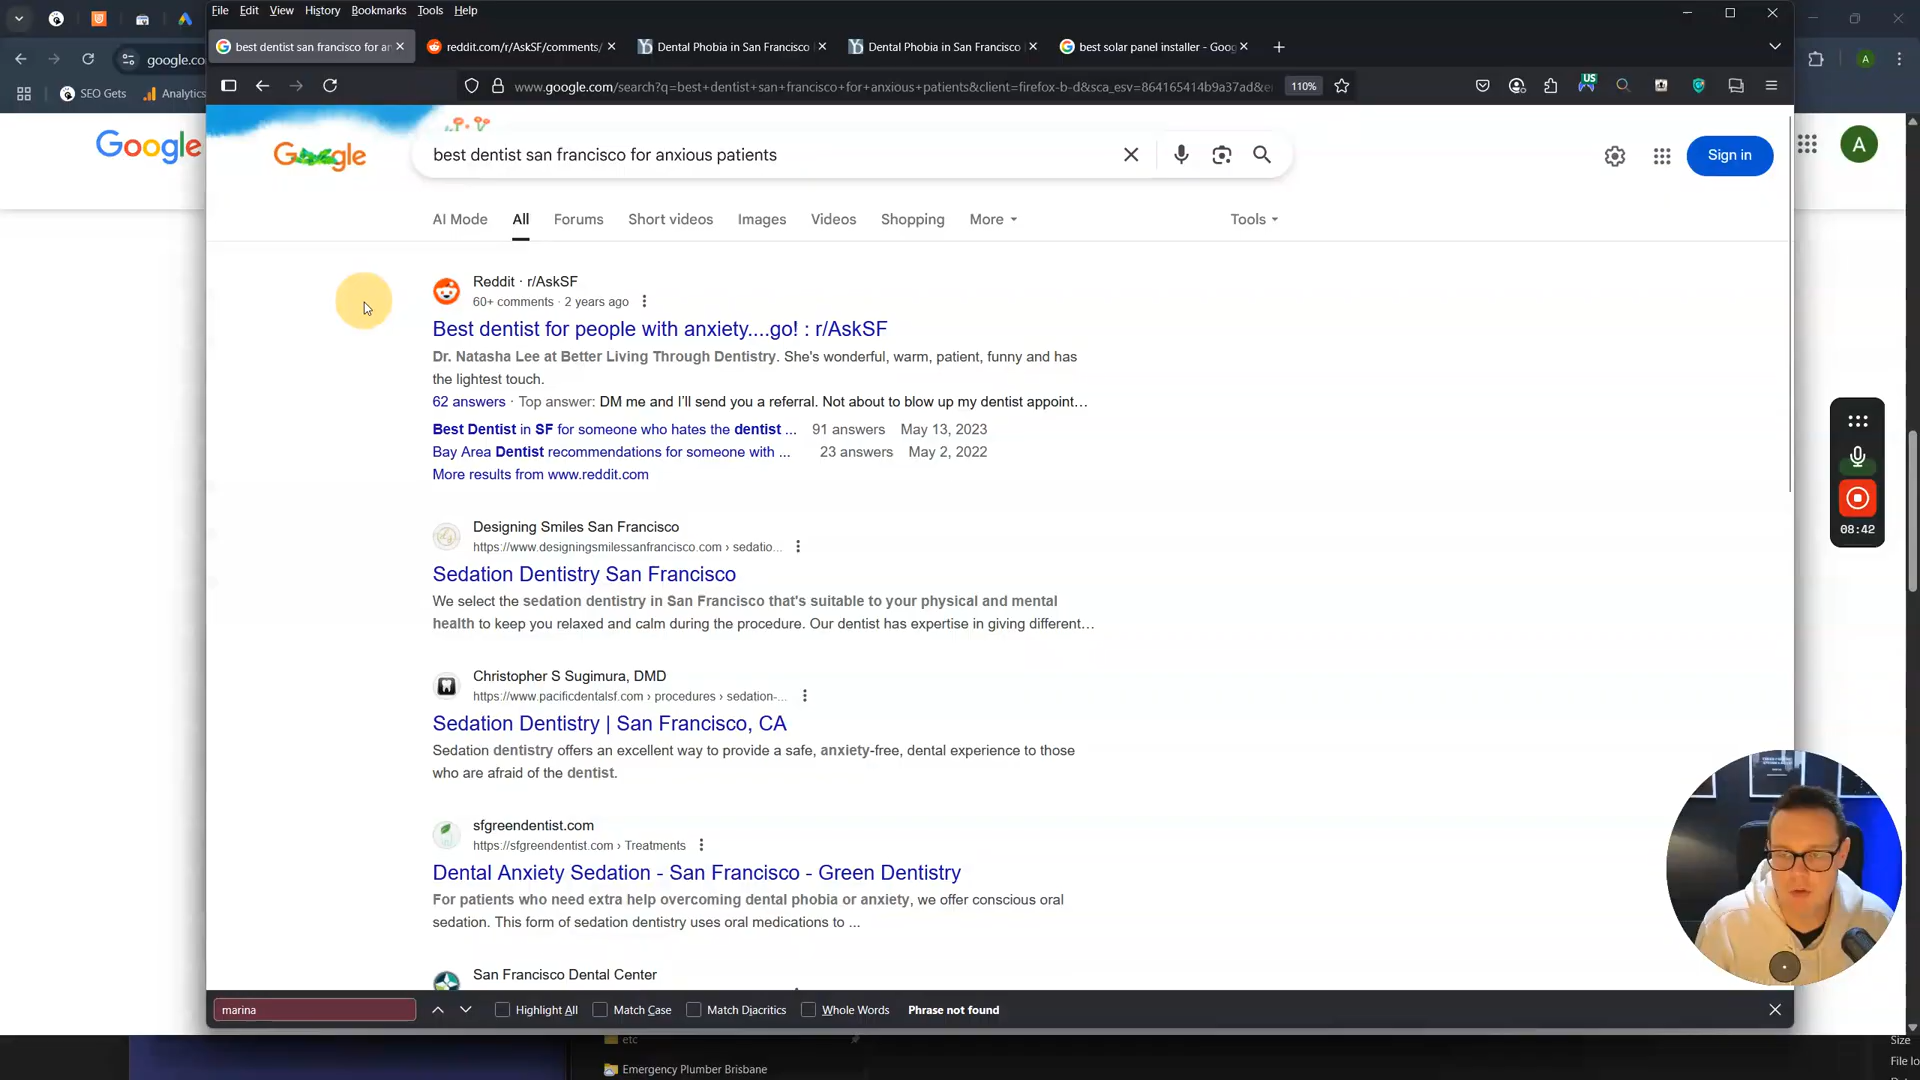 File Edit View History Bookmarks Tools Help
best dentist san francisco for an
reddit.com/r/AskSF/comments/
Dental Phobia in San Francisco
Dental Phobia in San Francisco
best solar panel installer - Goog
google.co
www.google.com/search?q=best+dentist+san+francisco+for+anxious+patients&client=firefox-b-d&sca_esv=864165414b9a37ad&e
110%
US
A
SEO Gets
Analytics
Google
Google
best dentist san francisco for anxious patients
Sign in
A
AI Mode All Forums Short videos Images Videos Shopping More Tools
Reddit · r/AskSF
60+ comments · 2 years ago
Best dentist for people with anxiety....go! : r/AskSF
Dr. Natasha Lee at Better Living Through Dentistry. She's wonderful, warm, patient, funny and has
the lightest touch.
62 answers · Top answer: DM me and I'll send you a referral. Not about to blow up my dentist appoint...
Best Dentist in SF for someone who hates the dentist ... 91 answers May 13, 2023
Bay Area Dentist recommendations for someone with ... 23 answers May 2, 2022
More results from www.reddit.com
08:42
Designing Smiles San Francisco
https://www.designingsmilessanfrancisco.com › sedatio...
Sedation Dentistry San Francisco
We select the sedation dentistry in San Francisco that's suitable to your physical and mental
health to keep you relaxed and calm during the procedure. Our dentist has expertise in giving different...
Christopher S Sugimura, DMD
https://www.pacificdentalsf.com › procedures › sedation-...
Sedation Dentistry | San Francisco, CA
Sedation dentistry offers an excellent way to provide a safe, anxiety-free, dental experience to those
who are afraid of the dentist.
sfgreendentist.com
https://sfgreendentist.com › Treatments
Dental Anxiety Sedation - San Francisco - Green Dentistry
For patients who need extra help overcoming dental phobia or anxiety, we offer conscious oral
sedation. This form of sedation dentistry uses oral medications to ...
San Francisco Dental Center
marina
Highlight All Match Case Match Diacritics Whole Words Phrase not found
etc
Emergency Plumber Brisbane
Size
File lo